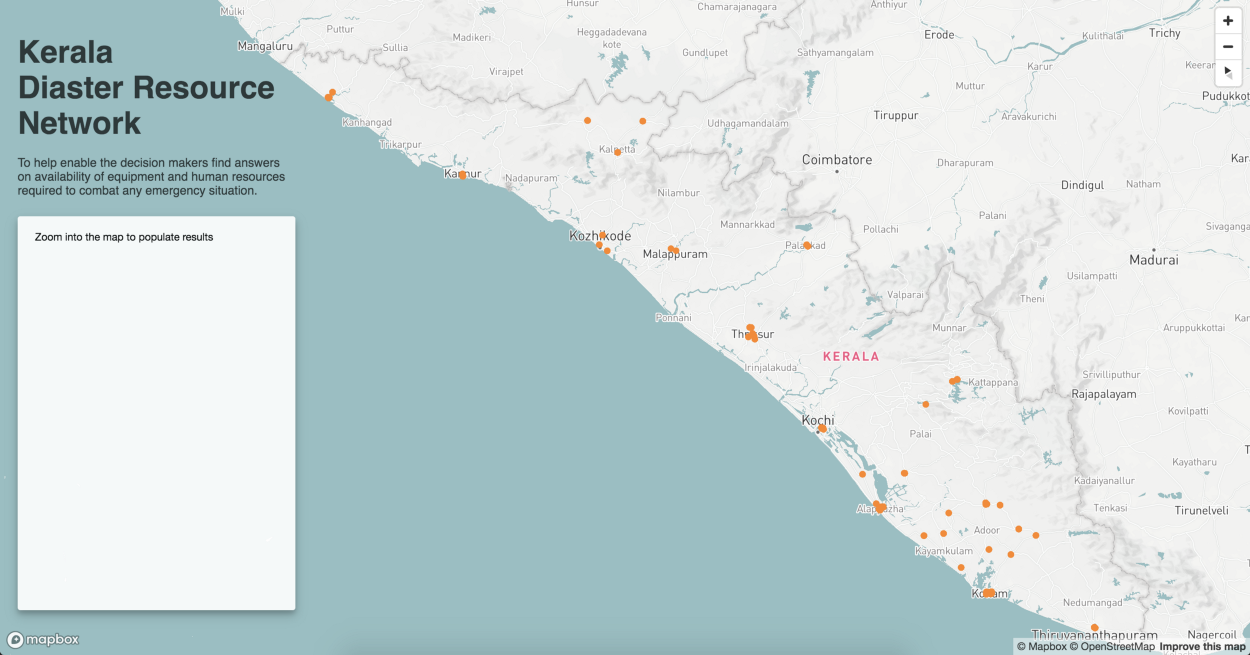 Kerala
Diaster Resource
Network
To help enable the decision makers find answers
on availability of equipment and human resources
required to combat any emergency situation.
Zoom into the map to populate results
Mulki
Hunsur
Chamarajanagara
Anthiyur
Puttur
Heggadadevana
kote
Madikeri
Erode
Kulithalai
Trichy
Mangaluru
Sullia
Gundlupet
Sathyamangalam
Karur
Virajpet
Muttur
Pudukkot
Kanhangad
Udhagamandalam
Tiruppur
Aravakurichi
Trikarpur
Kalpetta
Coimbatore
Dharapuram
Kannur
Nadapuram
Nilambur
Dindigul
Natham
Mannarkkad
Palani
Pollachi
Sivaganga
Kozhikode
Malappuram
Palakkad
Madurai
Usilampatti
Valparai
Theni
Ponnani
Munnar
Aruppukkottai
Thrissur
KERALA
Irinjalakuda
Kattappana
Srivilliputhur
Rajapalayam
Kovilpatti
Kochi
Palai
Kayatharu
Kadaiyanallur
Alappuzha
Tenkasi
Tirunelveli
Adoor
Kayamkulam
Kollam
Nedumangad
Thiruvananthapuram
Nagercoil
mapbox
© Mapbox © OpenStreetMap Improve this map